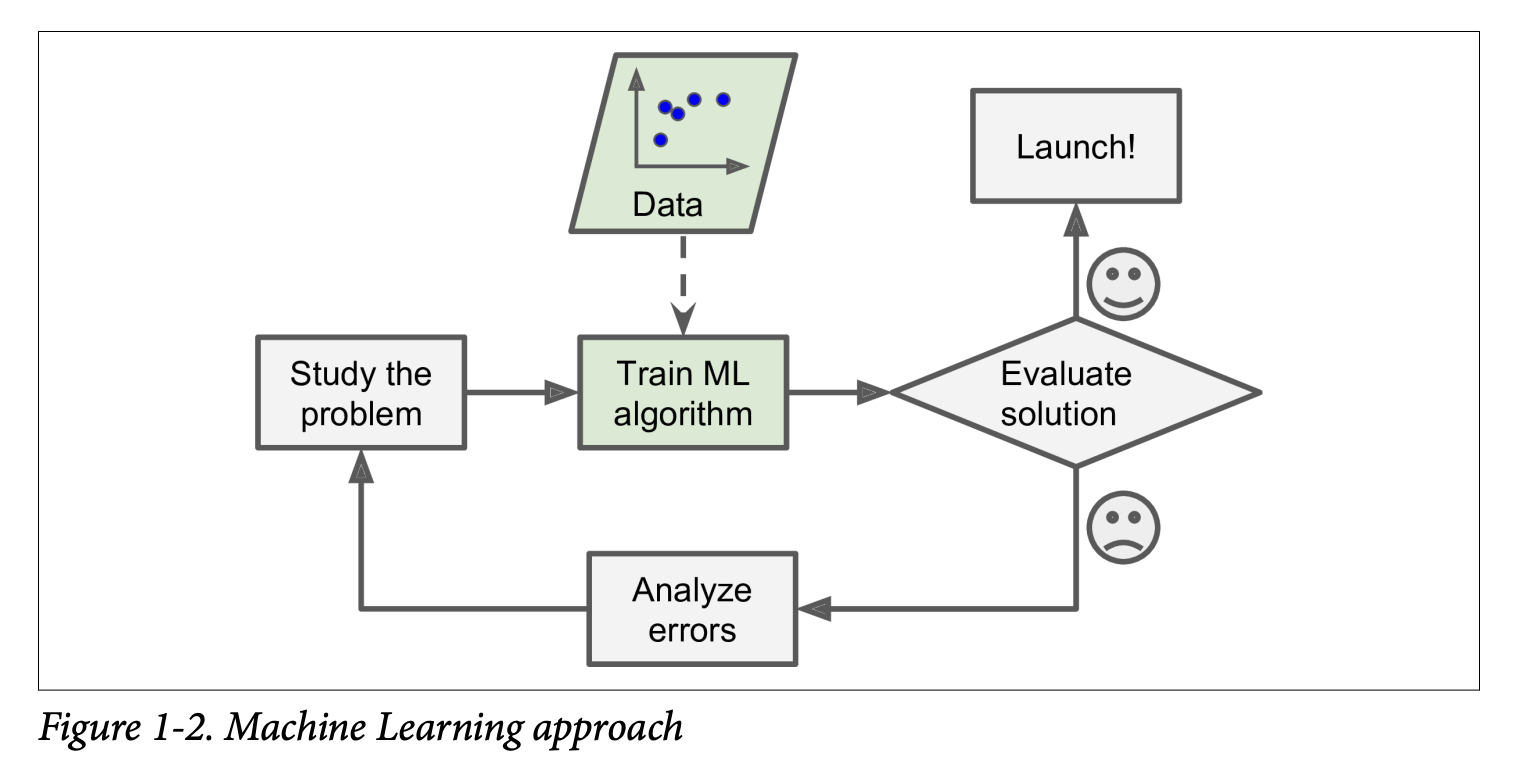 Data
Launch!
Study the
problem
Train ML
algorithm
Evaluate
solution
Analyze
errors
Figure 1-2. Machine Learning approach